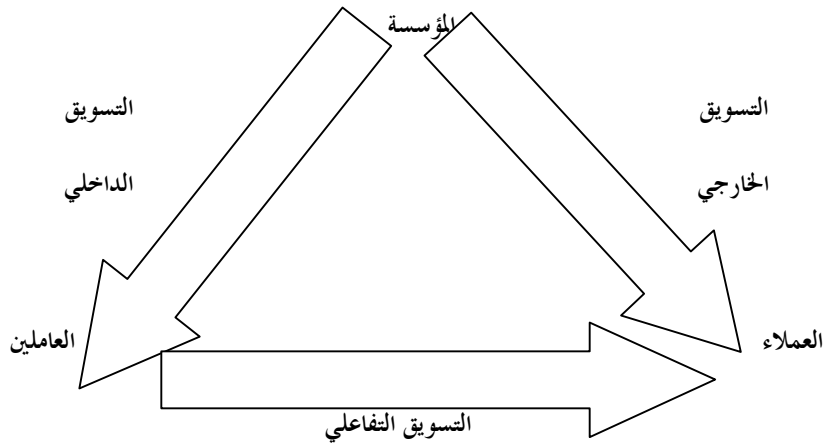 المؤسسة
التسويق
التسويق
الخارجي
الداخلي
العملاء
العاملين
التسويق التفاعلي